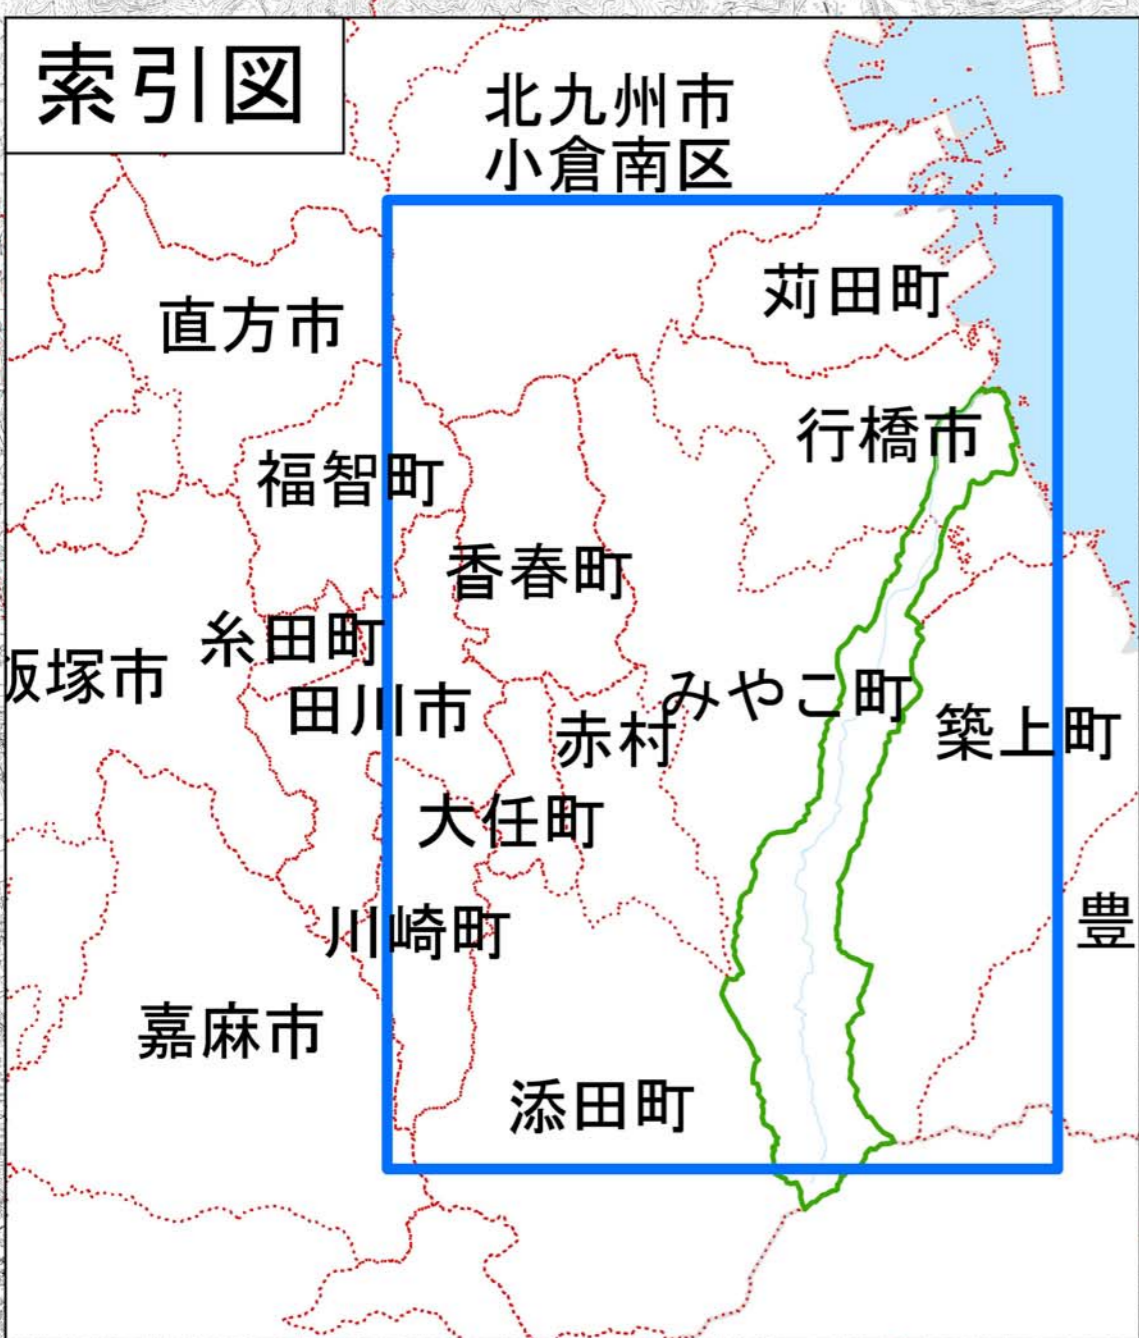 索引図
北九州市
小倉南区
苅田町
直方市
行橋市
福智町
香春町
糸田町
飯塚市
みやこ町
田川市
赤村
築上町
大任町
川崎町
豊
嘉麻市
添田町